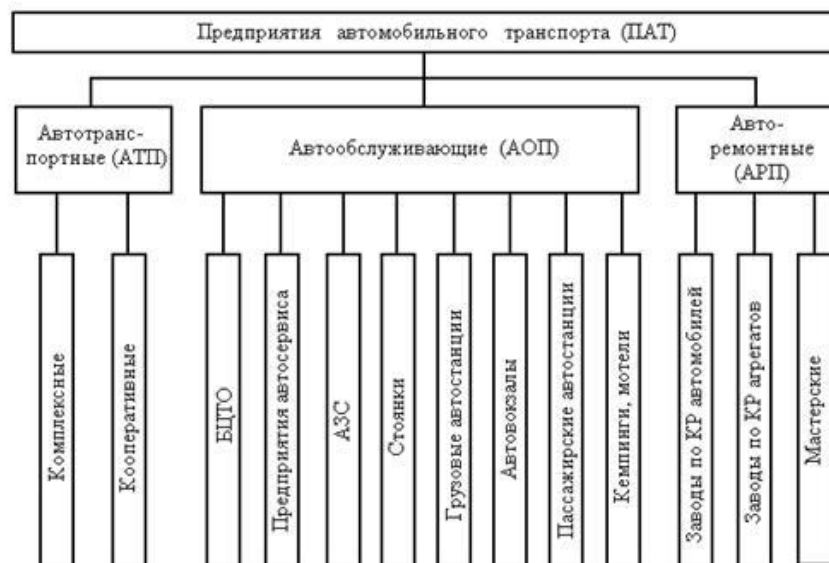 Предприятия автомобильного транспорта (ПАТ)
Автотранс-
портные (АТП)
Автообслуживающие (АОП)
Авто-
ремонтные
(АРП)
Комплексные
Кооперативные
БЦТО
Предприятия автосервиса
АЗС
Стоянки
Грузовые автостанции
Автовокзалы
Пассажирские автостанции
Кемпинги, мотели
Заводы по КР автомобилей
Заводы по КР агрегатов
Мастерские